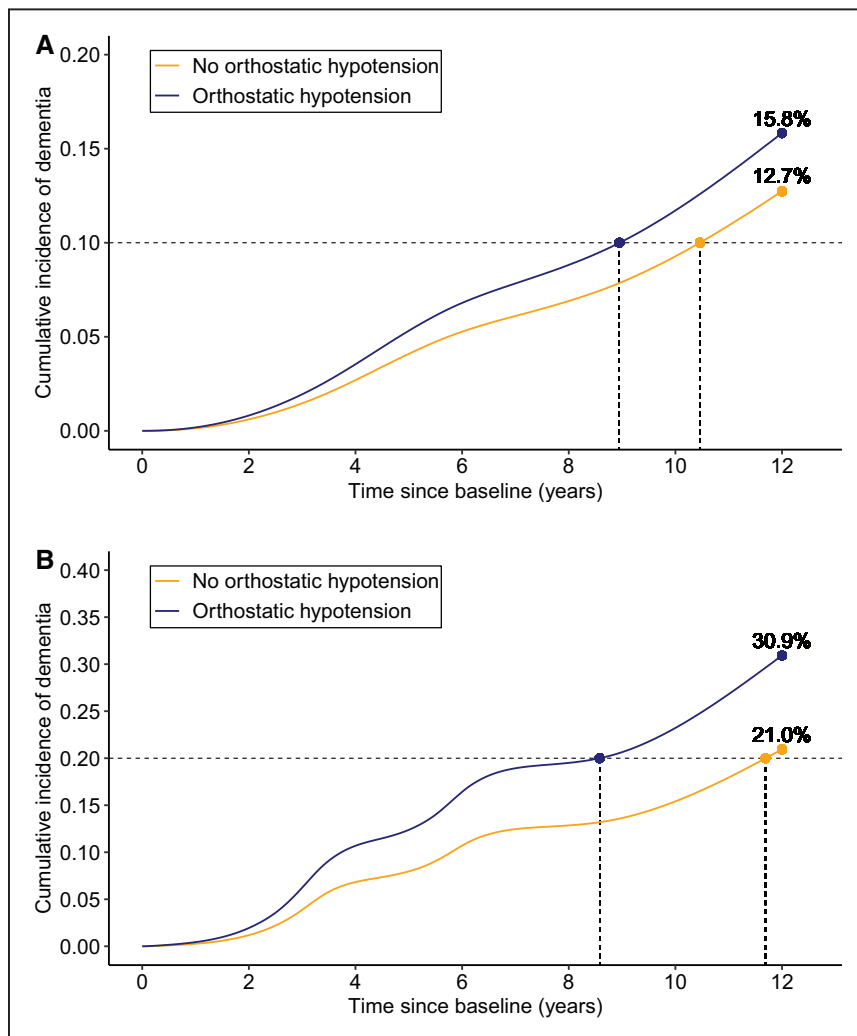 A
No orthostatic hypotension
Orthostatic hypotension
Cumulative incidence of dementia
0.20
0.15
0.10
0.05
0.00
15.8%
12.7%
0 2 4 6 8 10 12
Time since baseline (years)
B
No orthostatic hypotension
Orthostatic hypotension
Cumulative incidence of dementia
0.40
0.35
0.30
0.25
0.20
0.15
0.10
0.05
0.00
30.9%
21.0%
0 2 4 6 8 10 12
Time since baseline (years)